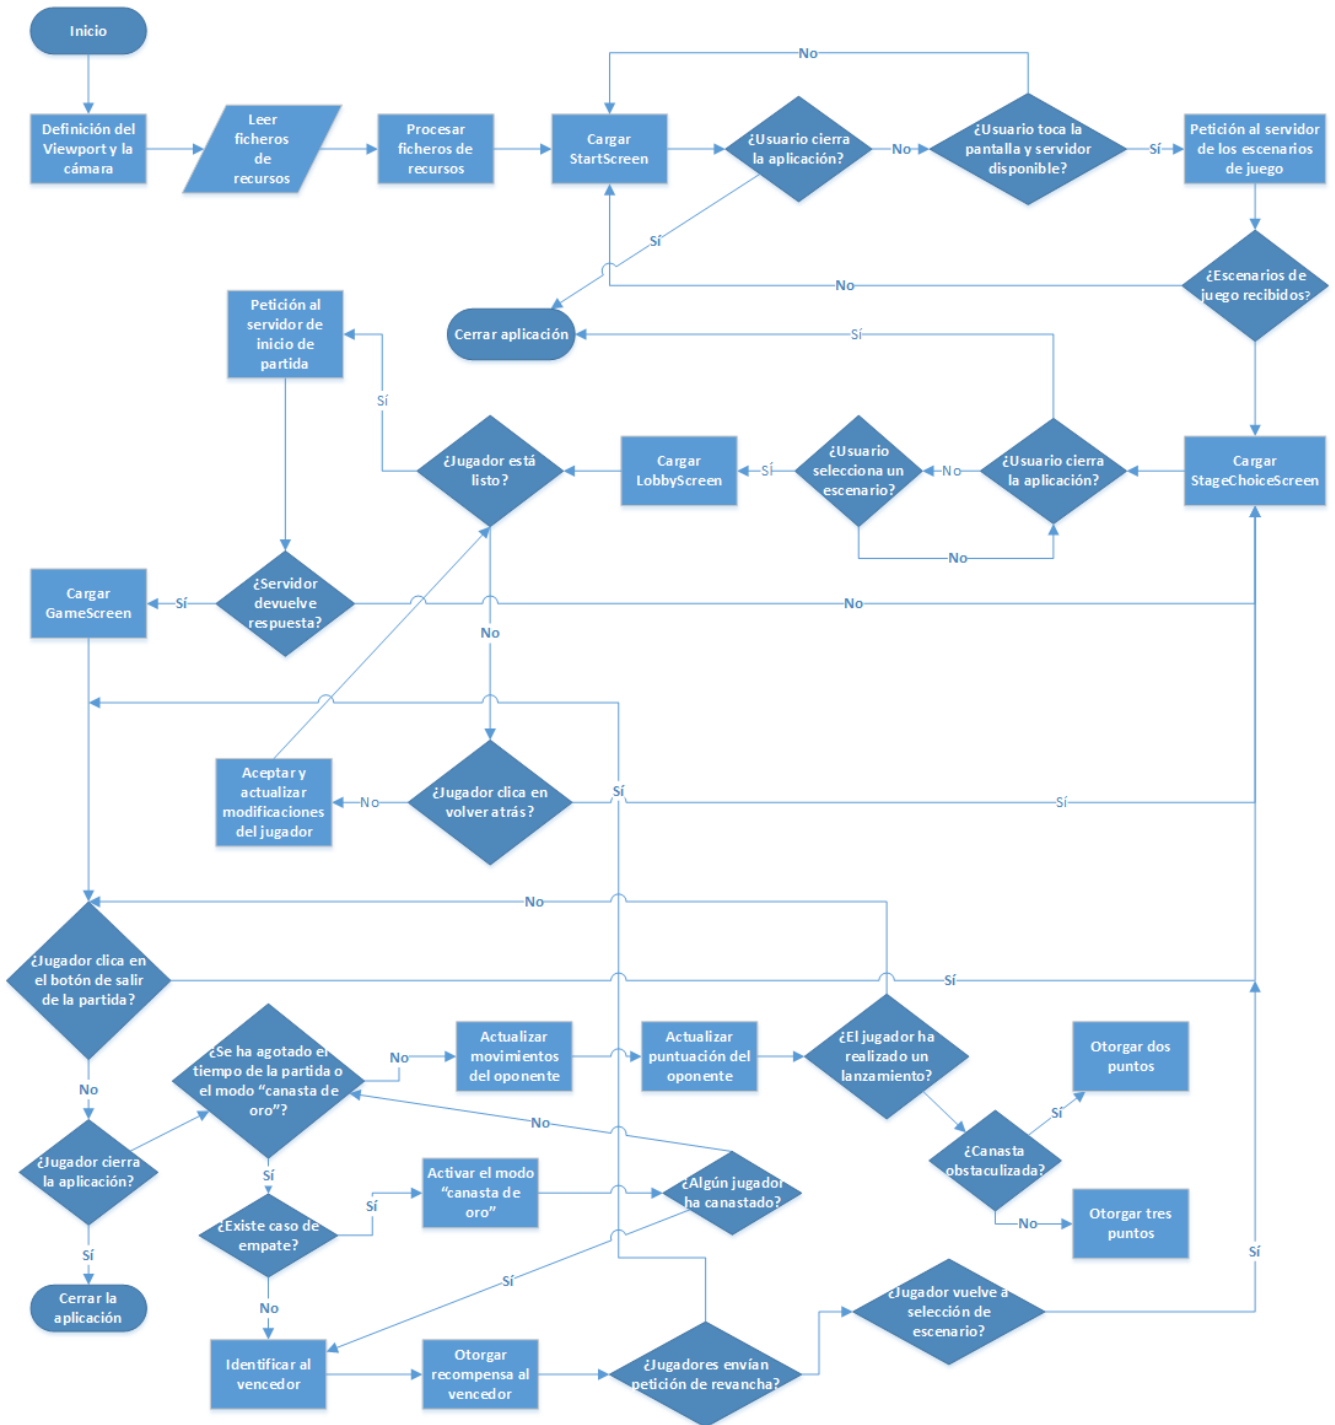 Inicio
No
Definición del
Viewport y la
cámara
Leer
ficheros
de
recursos
Procesar
ficheros de
recursos
Cargar
StartScreen
¿Usuario cierra
la aplicación?
No
¿Usuario toca la
pantalla y servidor
disponible?
Sí
Petición al servidor
de los escenarios
de juego
Sí
No
¿Escenarios de
juego recibidos?
Petición al
servidor de
inicio de
partida
Cerrar aplicación
Sí
Sí
¿Jugador está
listo?
Cargar
LobbyScreen
Sí
¿Usuario
selecciona un
escenario?
No
¿Usuario cierra
la aplicación?
Cargar
StageChoiceScreen
No
Cargar
GameScreen
Sí
¿Servidor
devuelve
respuesta?
No
No
Aceptar y
actualizar
modificaciones
del jugador
No
¿Jugador clica en
volver atrás?
Sí
Sí
No
¿Jugador clica en
el botón de salir
de la partida?
Sí
No
¿Se ha agotado el
tiempo de la partida o
el modo “canasta de
oro”?
No
Actualizar
movimientos
del oponente
Actualizar
puntuación del
oponente
¿El jugador ha
realizado un
lanzamiento?
Otorgar dos
puntos
Sí
No
¿Canasta
obstaculizada?
¿Jugador cierra
la aplicación?
Sí
Activar el modo
“canasta de
oro”
¿Algún jugador
ha canastado?
Sí
¿Existe caso de
empate?
No
Otorgar tres
puntos
Sí
Sí
Sí
Cerrar la
aplicación
No
¿Jugador vuelve a
selección de
escenario?
Identificar al
vencedor
Otorgar
recompensa al
vencedor
¿Jugadores envían
petición de revancha?